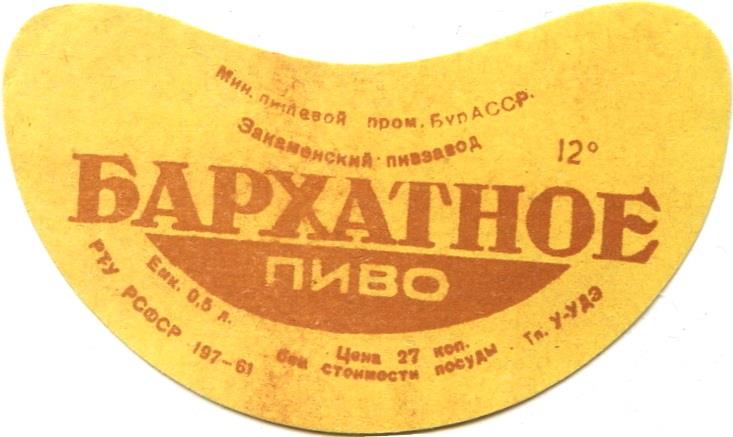 Мин. пищевой пром. БурАССР.
Закаменский пивзавод
12°
БАРХАТНОЕ
ПИВО
Емк. 0,5 л.
РТУ РСФСР 197-61
Цена 27 коп.
без стоимости посуды
Тп. У-УДЭ